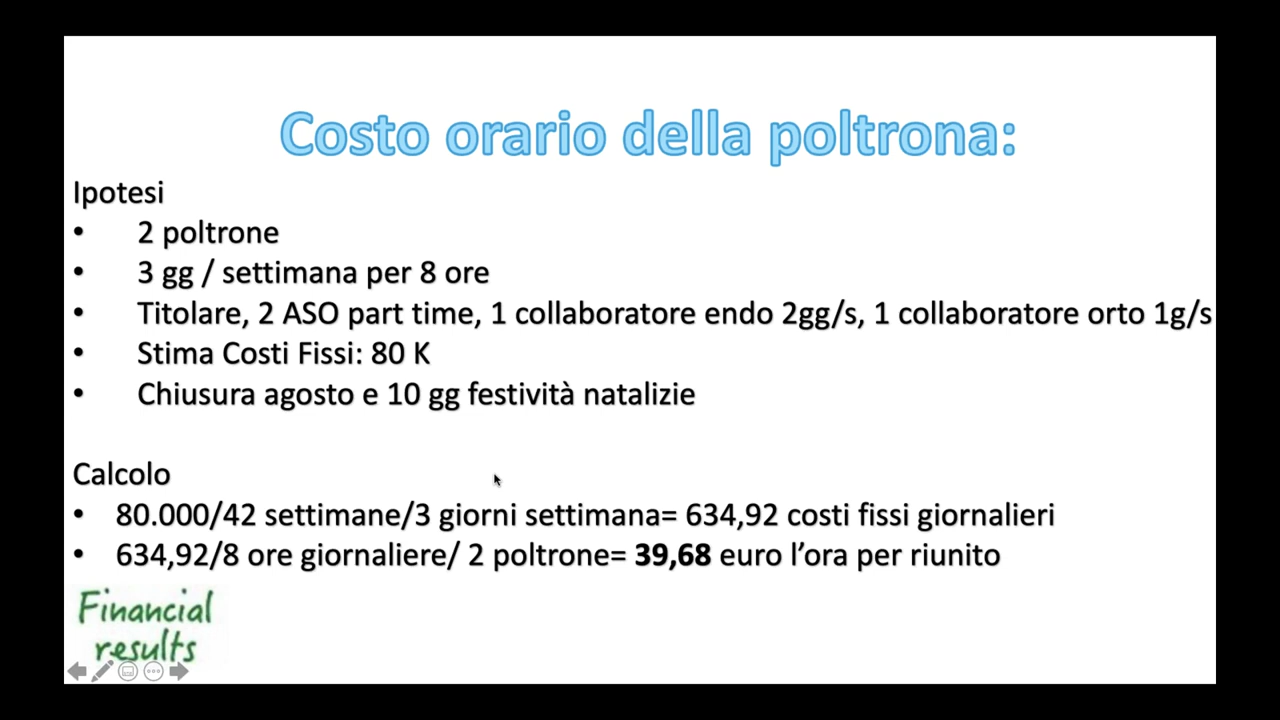 Costo orario della poltrona:
Ipotesi
• 2 poltrone
• 3 gg / settimana per 8 ore
• Titolare, 2 ASO part time, 1 collaboratore endo 2gg/s, 1 collaboratore orto 1g/s
• Stima Costi Fissi: 80 K
• Chiusura agosto e 10 gg festività natalizie
Calcolo
• 80.000/42 settimane/3 giorni settimana= 634,92 costi fissi giornalieri
• 634,92/8 ore giornaliere/ 2 poltrone= 39,68 euro l’ora per riunito
Financial
results